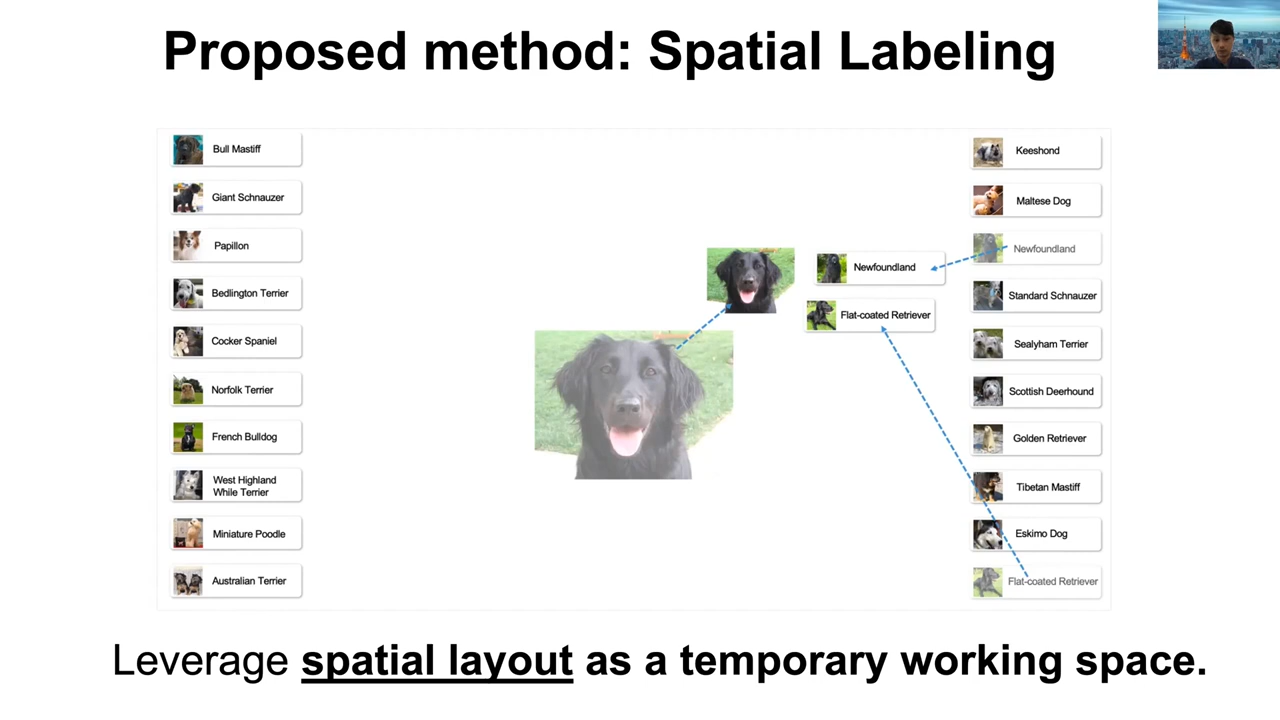 Proposed method: Spatial Labeling
Bull Mastiff
Giant Schnauzer
Papillon
Bedlington Terrier
Cocker Spaniel
Norfolk Terrier
French Bulldog
West Highland
While Terrier
Miniature Poodle
Australian Terrier
Newfoundland
Flat-coated Retriever
Keeshond
Maltese Dog
Newfoundland
Standard Schnauzer
Sealyham Terrier
Scottish Deerhound
Golden Retriever
Tibetan Mastiff
Eskimo Dog
Flat-coated Retriever
Leverage spatial layout as a temporary working space.